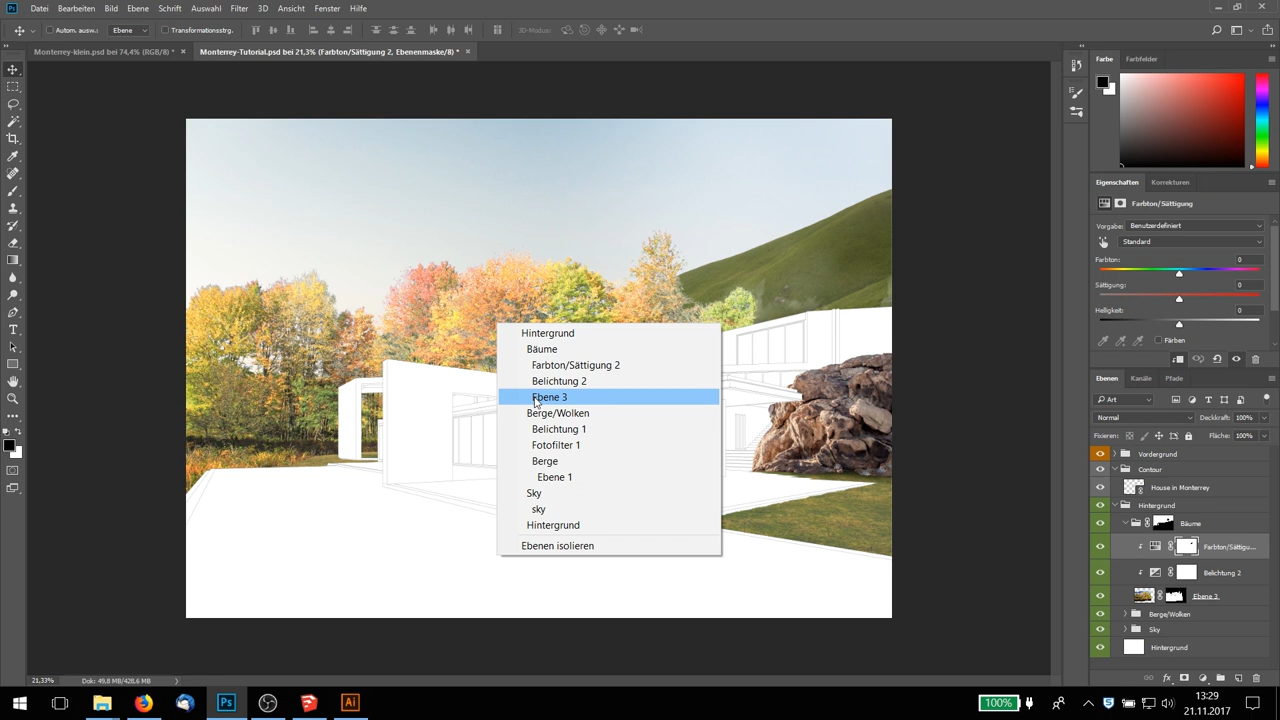 Ps Datei Bearbeiten Bild Ebene Schrift Auswahl Filter 3D Ansicht Fenster Hilfe
Autom. ausw.: Ebene Transformationsstrg. 3D-Modus:
Monterrey-klein.psd bei 74,4% (RGB/8) * × Monterrey-Tutorial.psd bei 21,3% (Farbton/Sättigung 2, Ebenenmaske/8) * ×
Farbe Farbfelder
Eigenschaften Korrekturen
Farbton/Sättigung
Vorgabe: Benutzerdefiniert
Standard
Farbton: 0
Sättigung: 0
Helligkeit: 0
Färben
Ebenen Kanäle Pfade
Art
Normal Deckkraft: 100%
Fixieren: Fläche: 100%
Vordergrund
Contour
House in Monterrey
Hintergrund
Bäume
Farbton/Sättigu...
Belichtung 2
Ebene 3
Berge/Wolken
Sky
Hintergrund
Hintergrund
Bäume
Farbton/Sättigung 2
Belichtung 2
Ebene 3
Berge/Wolken
Belichtung 1
Fotofilter 1
Berge
Ebene 1
Sky
sky
Hintergrund
Ebenen isolieren
21,33% Dok: 49,8 MB/428,6 MB
Ps Ai 100% 13:29
21.11.2017